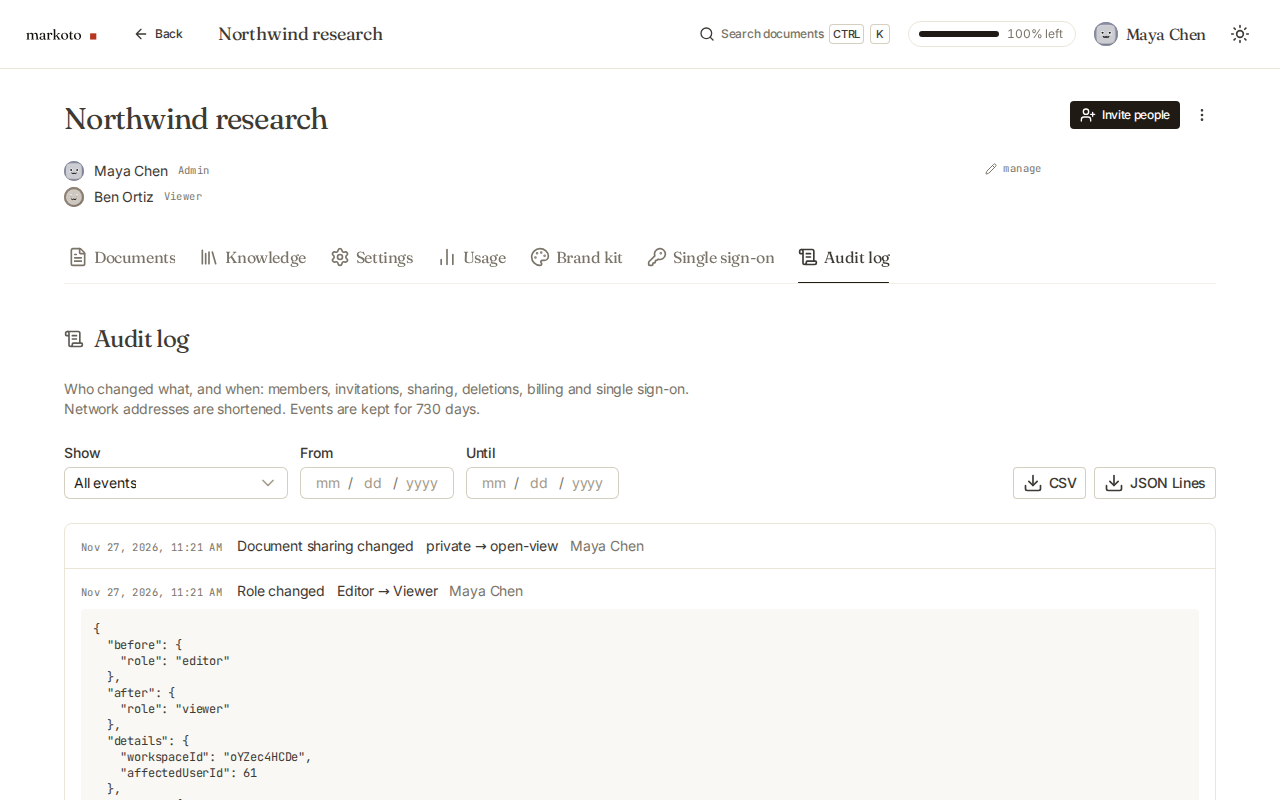 markoto
Back
Northwind research
Search documents CTRL K
100% left
Maya Chen
Northwind research
Invite people
Maya Chen Admin
manage
Ben Ortiz Viewer
Documents Knowledge Settings Usage Brand kit Single sign-on Audit log
Audit log
Who changed what, and when: members, invitations, sharing, deletions, billing and single sign-on.
Network addresses are shortened. Events are kept for 730 days.
Show From Until
All events mm / dd / yyyy mm / dd / yyyy CSV JSON Lines
Nov 27, 2026, 11:21 AM Document sharing changed private → open-view Maya Chen
Nov 27, 2026, 11:21 AM Role changed Editor → Viewer Maya Chen
{
"before": {
"role": "editor"
},
"after": {
"role": "viewer"
},
"details": {
"workspaceId": "oYZec4HCDe",
"affectedUserId": 61
},